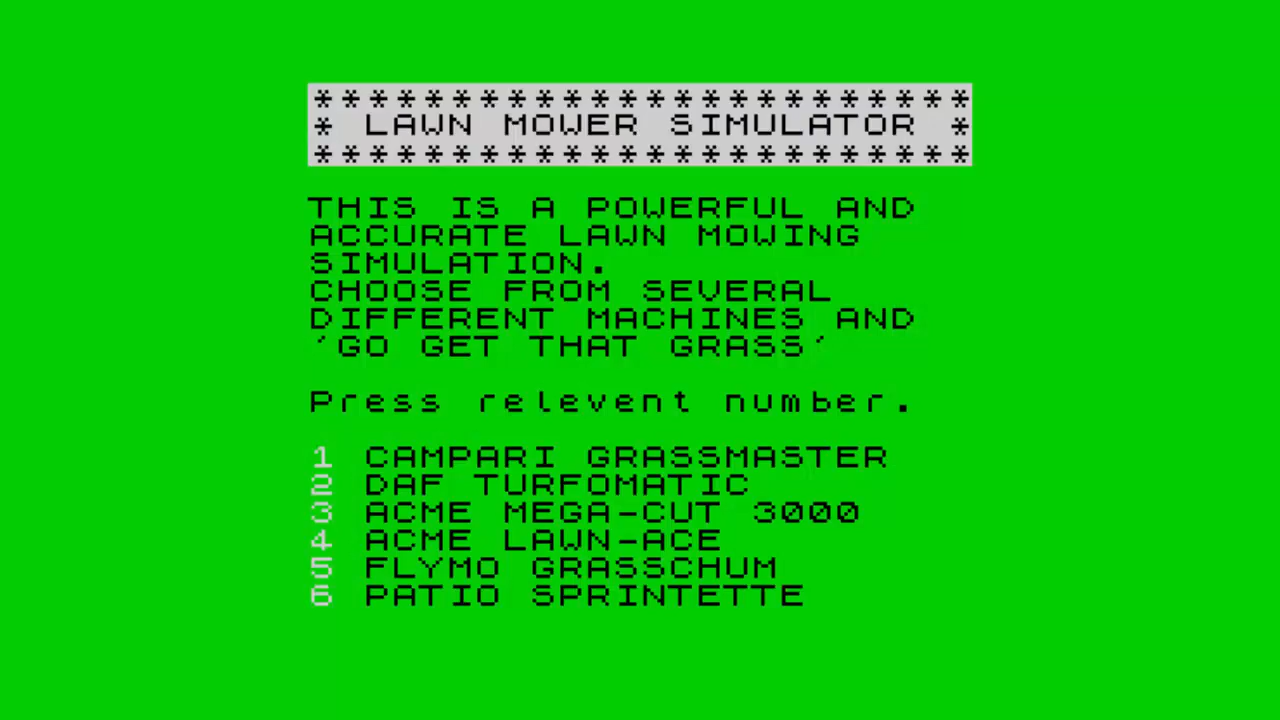 ************************
* LAWN MOWER SIMULATOR *
************************
THIS IS A POWERFUL AND
ACCURATE LAWN MOWING
SIMULATION.
CHOOSE FROM SEVERAL
DIFFERENT MACHINES AND
'GO GET THAT GRASS'
Press relevent number.
1 CAMPARI GRASSMASTER
2 DAF TURFOMATIC
3 ACME MEGA-CUT 3000
4 ACME LAWN-ACE
5 FLYMO GRASSCHUM
6 PATIO SPRINTETTE